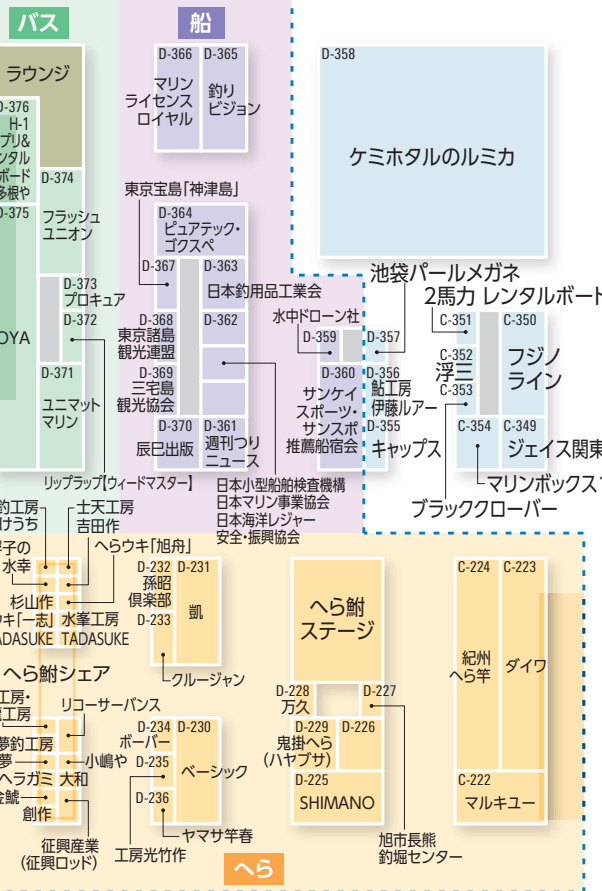 バス
船
ラウンジ
D-376
H-1
プリ&
ンタル
ボード
多根や
D-375
OYA
D-374
フラッシュ
ユニオン
D-373
プロキュア
D-372
D-371
ユニマット
マリン
リップラップ【ウィードマスター】
D-366
マリン
ライセンス
ロイヤル
D-365
釣り
ビジョン
東京宝島「神津島」
D-364
ピュアテック・
ゴクスペ
D-367
D-363
日本釣用品工業会
D-368
東京諸島
観光連盟
D-362
D-369
三宅島
観光協会
D-370
辰巳出版
D-361
週刊つり
ニュース
日本小型船舶検査機構
日本マリン事業協会
日本海洋レジャー
安全・振興協会
水中ドローン社
D-359
D-360
サンケイ
スポーツ・
サンスポ
推薦船宿会
D-358
ケミホタルのルミカ
池袋パールメガネ
D-357
D-356
鮎工房
伊藤ルアー
D-355
キャップス
2馬力 レンタルボート
C-351
C-350
フジノ
ライン
C-352
浮三
C-353
C-354
C-349
ジェイス関東
マリンボックス
ブラッククローバー
釣工房
けうち
士天工房
吉田作
浮子の
水幸
へらウキ「旭舟」
杉山作
ウキ「一志」
水峯工房
TADASUKE
TADASUKE
へら鮒シェア
工房・
工房
リコーサーバンス
夢釣工房
夢
小嶋や
ヘラガミ
大和
金鯱
創作
征興産業
(征興ロッド)
D-232
孫昭
倶楽部
D-231
凱
D-233
クルージャン
D-234
ボーバー
D-230
ベーシック
D-235
D-236
工房光竹作
ヤマサ竿春
へら
へら鮒
ステージ
D-228
万久
D-227
D-229
鬼掛へら
(ハヤブサ)
D-226
D-225
SHIMANO
旭市長熊
釣堀センター
C-224
紀州
へら竿
C-223
ダイワ
C-222
マルキユー